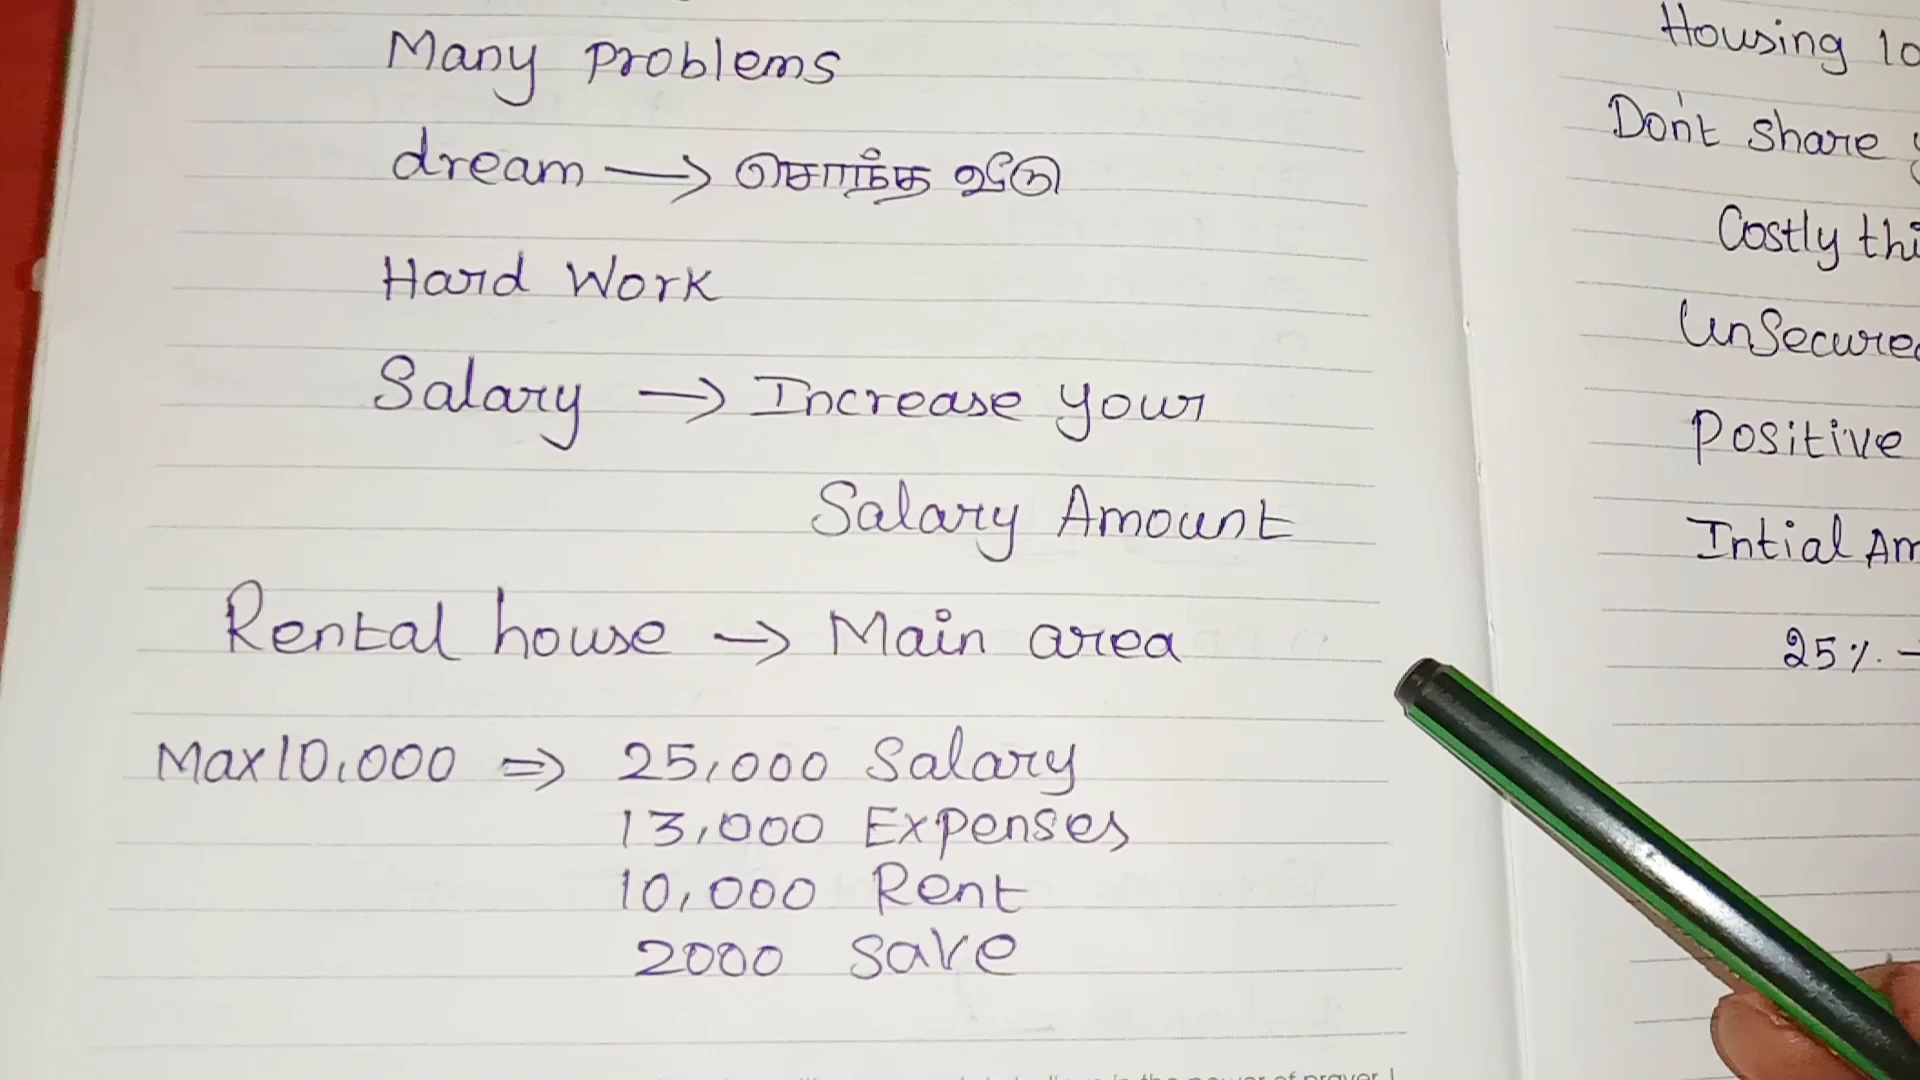 Many problems
dream → சொந்த வீடு
Hard Work
Salary → Increase your
Salary Amount
Rental house → Main area
Max 10,000 ⇒ 25,000 Salary
13,000 Expenses
10,000 Rent
2000 Save
Housing
Don't share
Costly
UnSecured
Positive
Intial
25% -